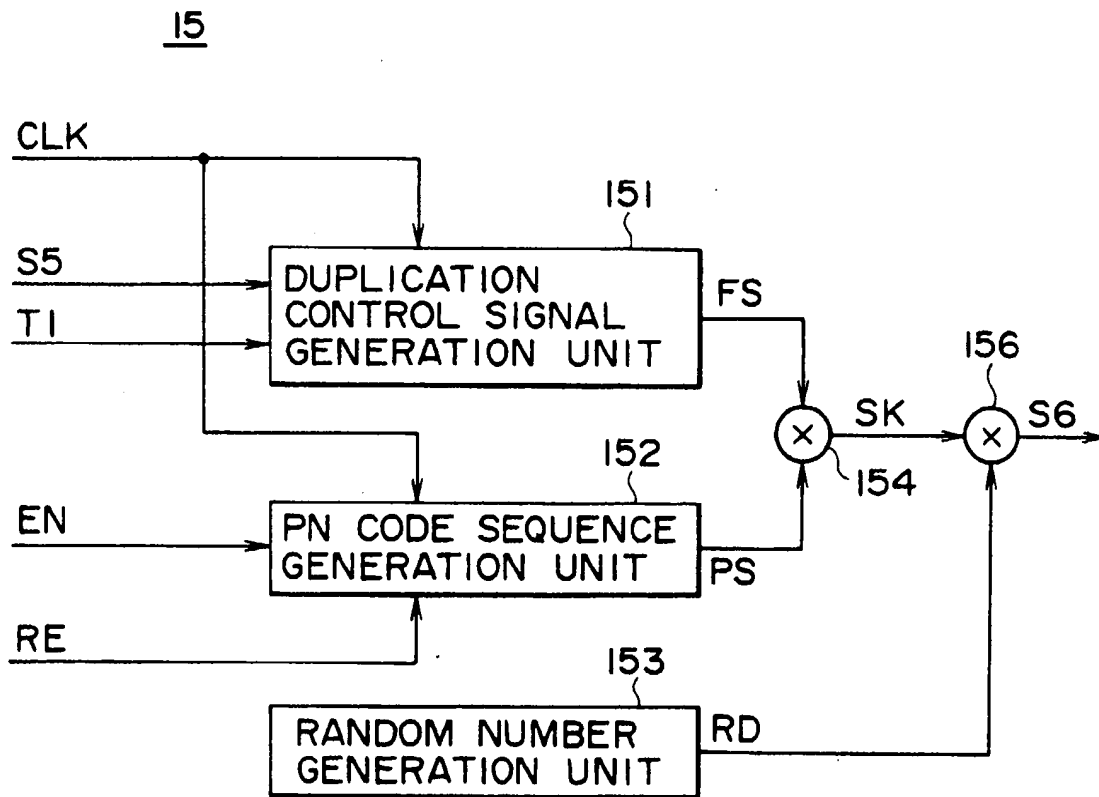 15
CLK
151
S5
DUPLICATION
CONTROL SIGNAL
GENERATION UNIT
FS
T1
156
SK
S6
×
×
154
152
EN
PN CODE SEQUENCE
GENERATION UNIT
PS
RE
153
RANDOM NUMBER
GENERATION UNIT
RD